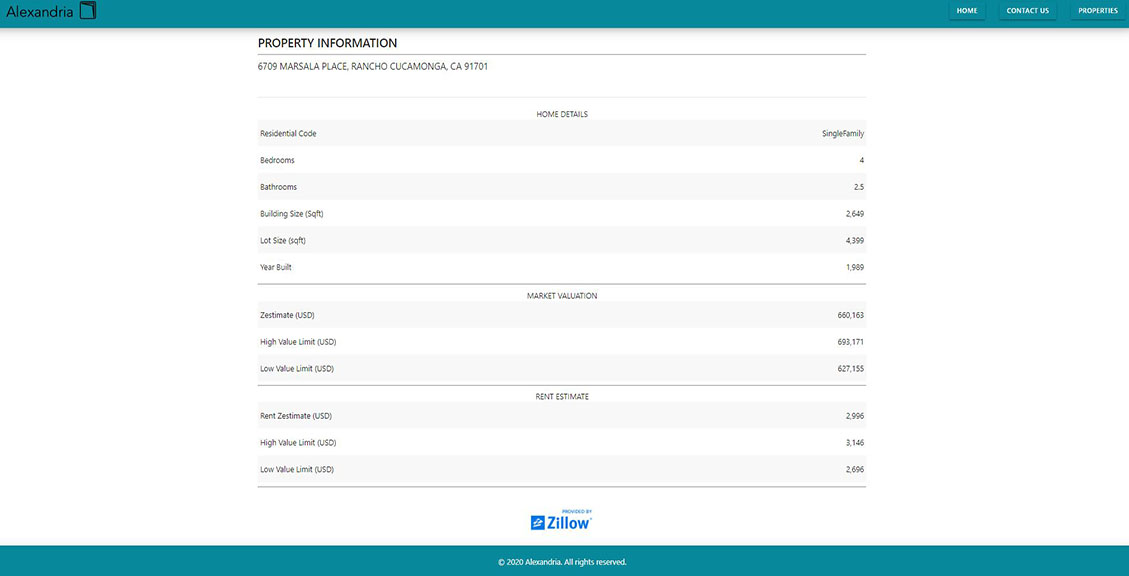 Alexandria HOME CONTACT US PROPERTIES
PROPERTY INFORMATION
6709 MARSALA PLACE, RANCHO CUCAMONGA, CA 91701
HOME DETAILS
Residential Code SingleFamily
Bedrooms 4
Bathrooms 2.5
Building Size (Sqft) 2,649
Lot Size (sqft) 4,399
Year Built 1,989
MARKET VALUATION
Zestimate (USD) 660,163
High Value Limit (USD) 693,171
Low Value Limit (USD) 627,155
RENT ESTIMATE
Rent Zestimate (USD) 2,996
High Value Limit (USD) 3,146
Low Value Limit (USD) 2,696
PROVIDED BY
Zillow
© 2020 Alexandria. All rights reserved.